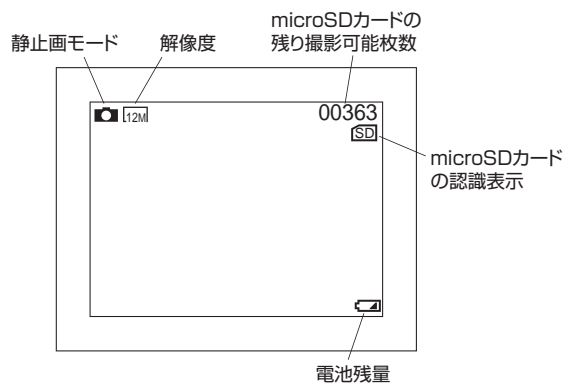 microSDカードの
残り撮影可能枚数
静止画モード
解像度
12M
00363
SD
microSDカード
の認識表示
電池残量